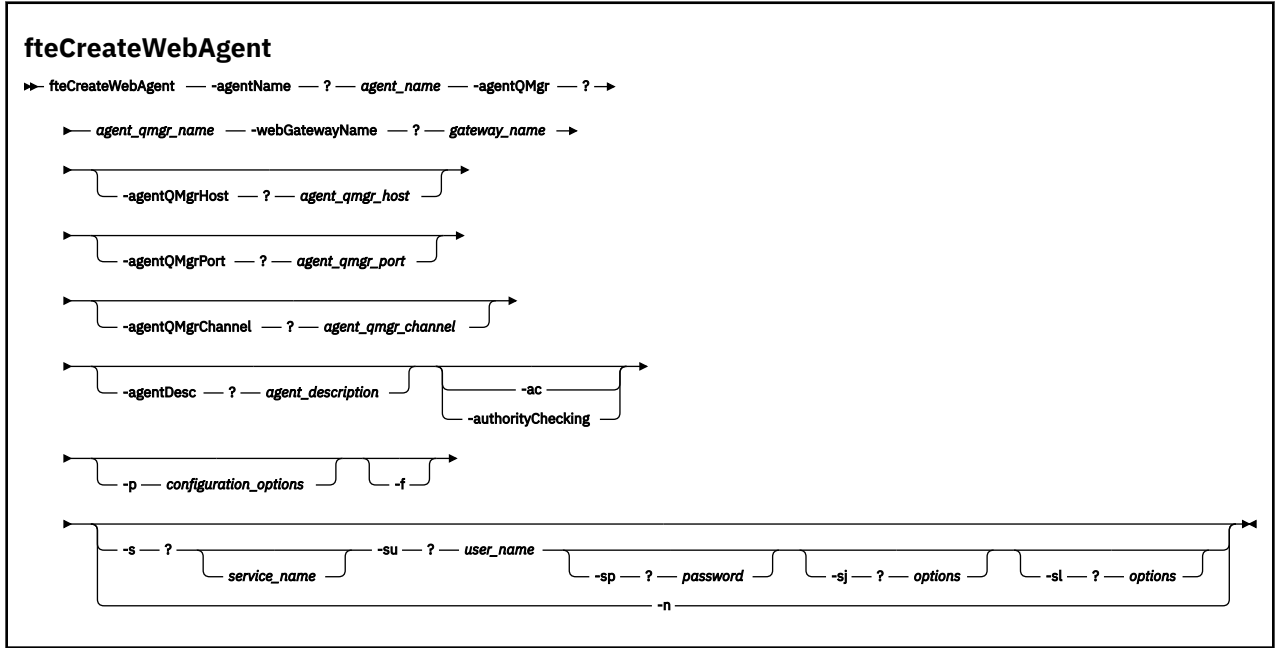 fteCreateWebAgent
fteCreateWebAgent -agentName ? agent_name -agentQMgr ?
agent_qmgr_name -webGatewayName ? gateway_name
-agentQMgrHost ? agent_qmgr_host
-agentQMgrPort ? agent_qmgr_port
-agentQMgrChannel ? agent_qmgr_channel
-agentDesc ? agent_description -ac
-authorityChecking
-p configuration_options -f
-s ? service_name -su ? user_name -sp ? password -sj ? options -sl ? options
-n